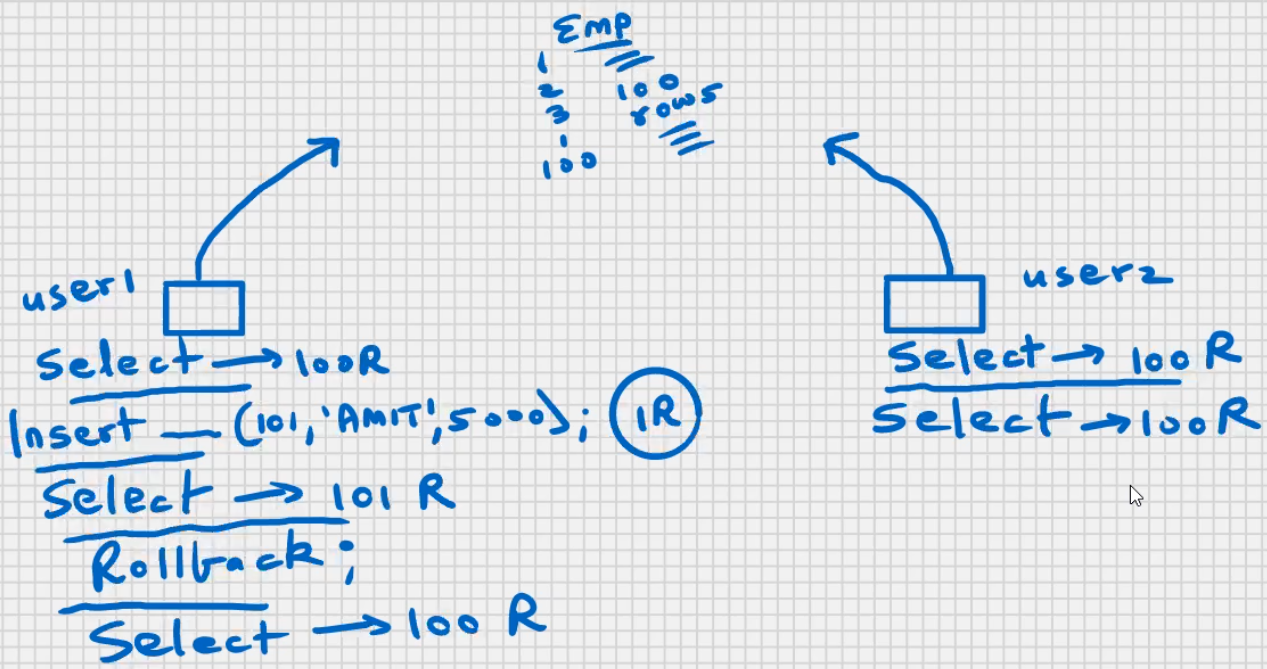 Emp
1
2
3
100
100
rows
user1
Select → 100R
Insert — (101, 'AMIT', 5000);
1R
Select → 101 R
Rollback;
Select → 100 R
user2
Select → 100 R
Select → 100R